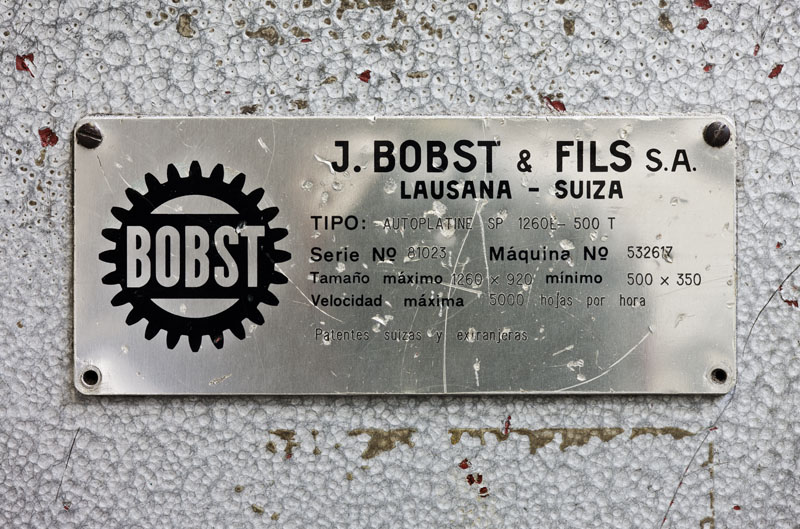 BOBST
J. BOBST & FILS S.A.
LAUSANA - SUIZA
TIPO: AUTOPLATINE SP 1260E- 500 T
Serie Nº 81023 Máquina Nº 532617
Tamaño máximo 1260 × 920 mínimo 500 × 350
Velocidad máxima 5000 hojas por hora
Patentes suizas y extranjeras